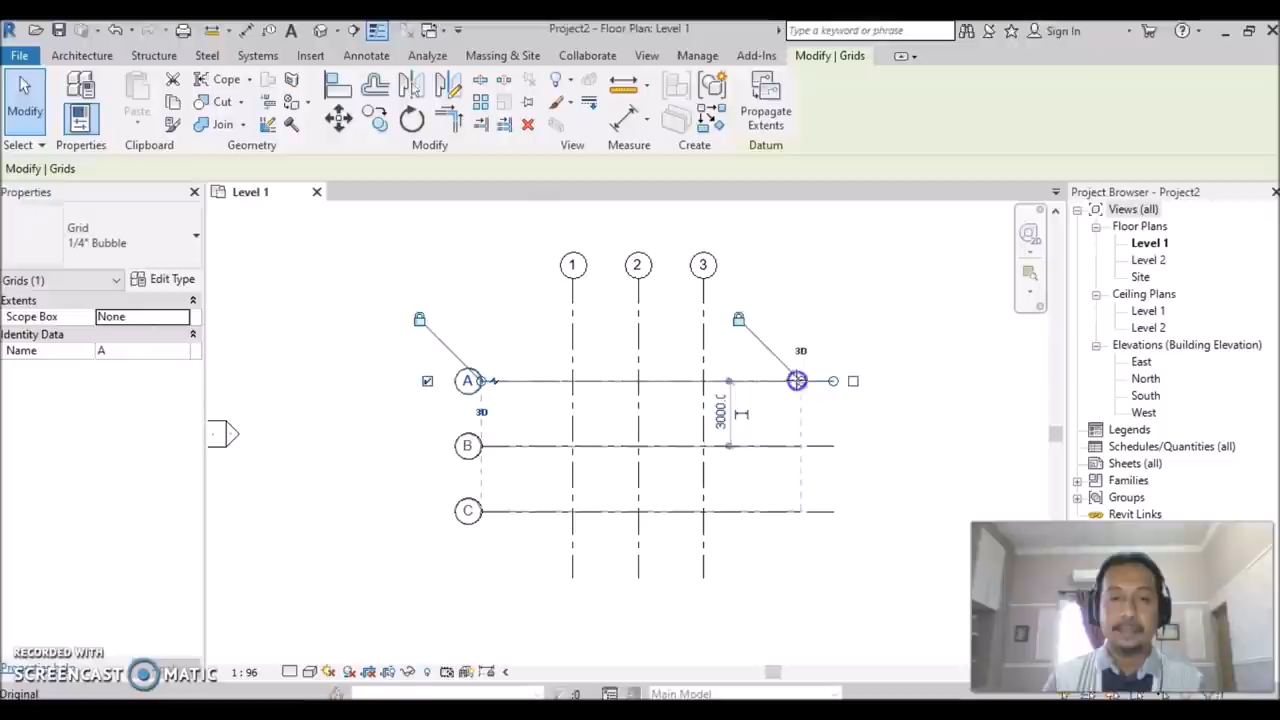 Project2 - Floor Plan: Level 1
Type a keyword or phrase
Sign In
File Architecture Structure Steel Systems Insert Annotate Analyze Massing & Site Collaborate View Manage Add-Ins Modify | Grids
Modify
Paste
Cope
Cut
Join
Propagate
Extents
Select Properties Clipboard Geometry Modify View Measure Create Datum
Modify | Grids
Properties
Grid
1/4" Bubble
Grids (1)
Edit Type
Extents
Scope Box None
Identity Data
Name A
Level 1
1 2 3
3D
A
3D
3000.0
B
C
Project Browser - Project2
Views (all)
Floor Plans
Level 1
Level 2
Site
Ceiling Plans
Level 1
Level 2
Elevations (Building Elevation)
East
North
South
West
Legends
Schedules/Quantities (all)
Sheets (all)
Families
Groups
Revit Links
2D
RECORDED WITH
SCREENCAST MATIC
1 : 96
:0
Main Model